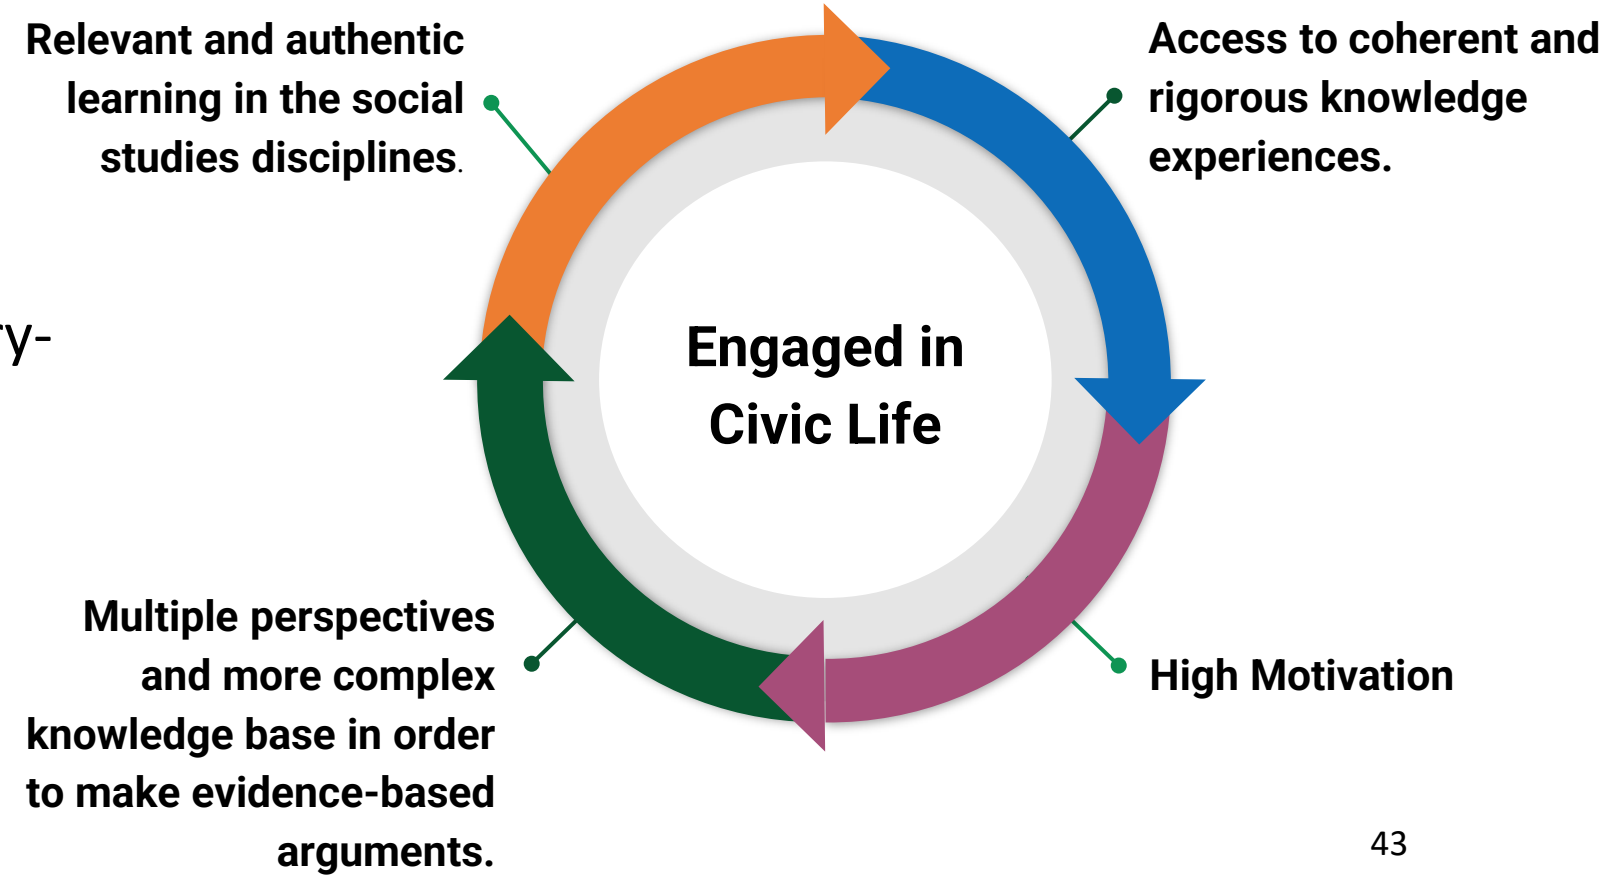 Relevant and authentic
learning in the social
studies disciplines.
Access to coherent and
rigorous knowledge
experiences.
Engaged in
Civic Life
Multiple perspectives
and more complex
knowledge base in order
to make evidence-based
arguments.
High Motivation
43